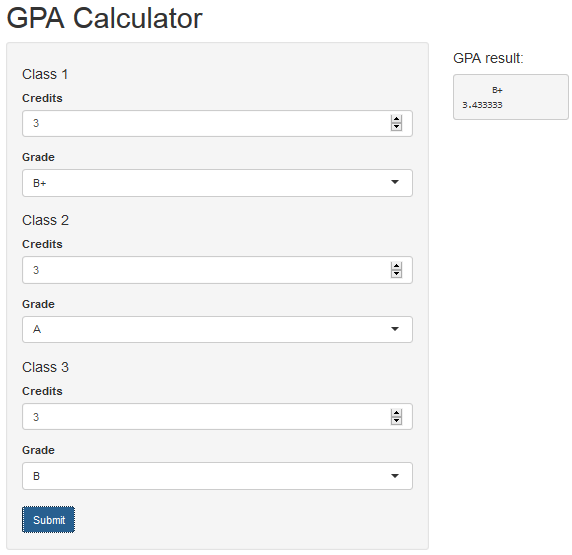 GPA Calculator
Class 1
Credits
3
Grade
B+
Class 2
Credits
3
Grade
A
Class 3
Credits
3
Grade
B
Submit
GPA result:
B+
3.433333